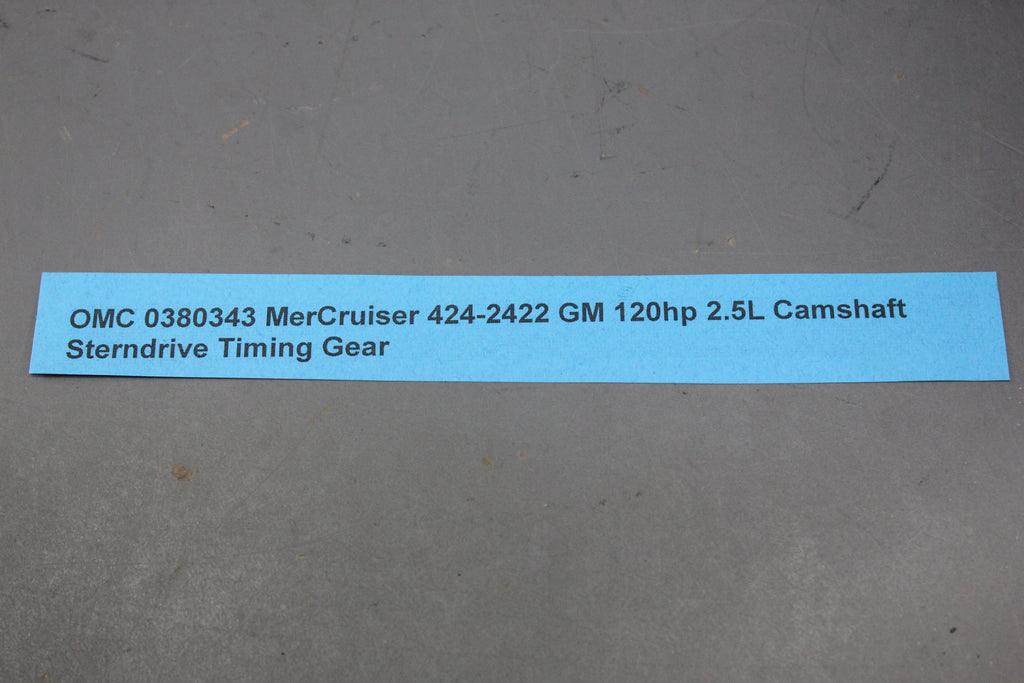 OMC 0380343 MerCruiser 424-2422 GM 120hp 2.5L Camshaft
Sterndrive Timing Gear